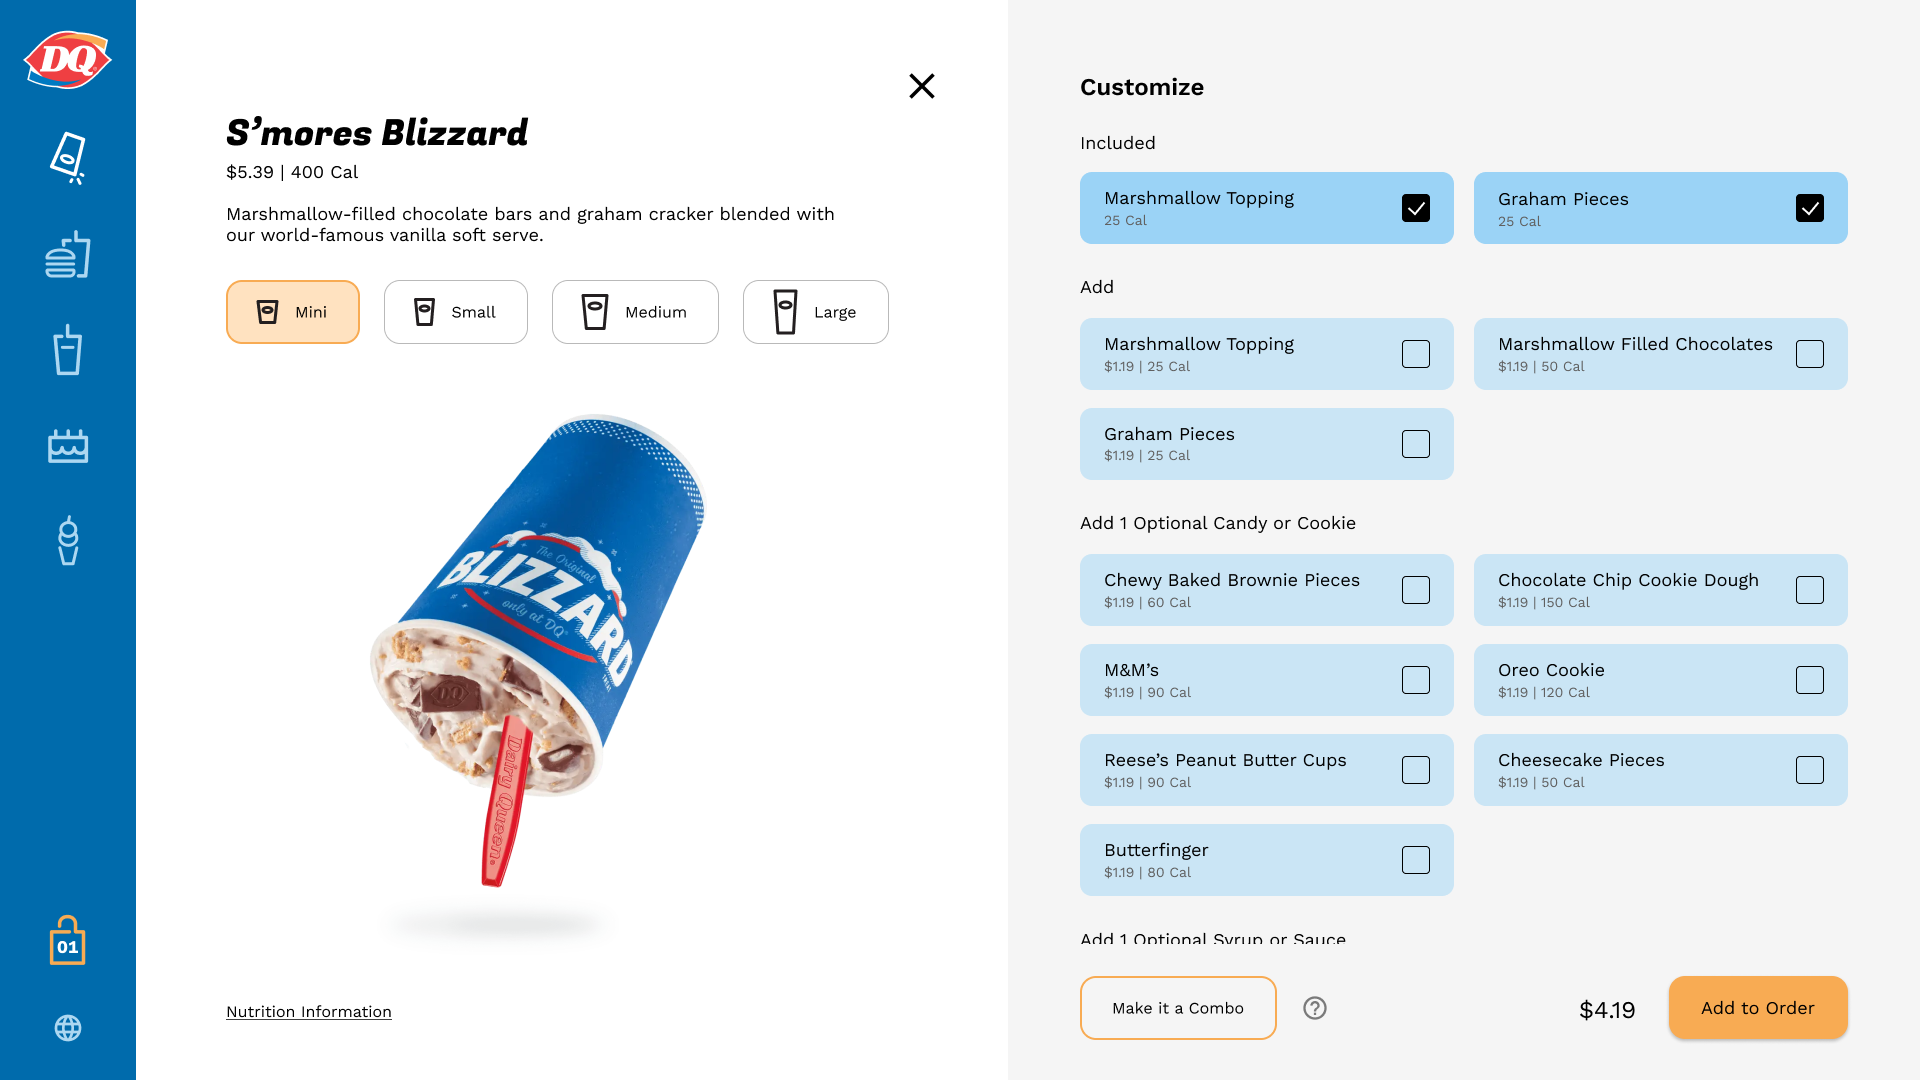 DQ
S’mores Blizzard
$5.39 | 400 Cal
Marshmallow-filled chocolate bars and graham cracker blended with
our world-famous vanilla soft serve.
Mini
Small
Medium
Large
The Original
BLIZZARD
TREAT
only at DQ®
DQ
Dairy Queen®
Nutrition Information
01
Customize
Included
Marshmallow Topping
25 Cal
Graham Pieces
25 Cal
Add
Marshmallow Topping
$1.19 | 25 Cal
Marshmallow Filled Chocolates
$1.19 | 50 Cal
Graham Pieces
$1.19 | 25 Cal
Add 1 Optional Candy or Cookie
Chewy Baked Brownie Pieces
$1.19 | 60 Cal
Chocolate Chip Cookie Dough
$1.19 | 150 Cal
M&M’s
$1.19 | 90 Cal
Oreo Cookie
$1.19 | 120 Cal
Reese’s Peanut Butter Cups
$1.19 | 90 Cal
Cheesecake Pieces
$1.19 | 50 Cal
Butterfinger
$1.19 | 80 Cal
Add 1 Optional Syrup or Sauce
Make it a Combo
?
$4.19
Add to Order